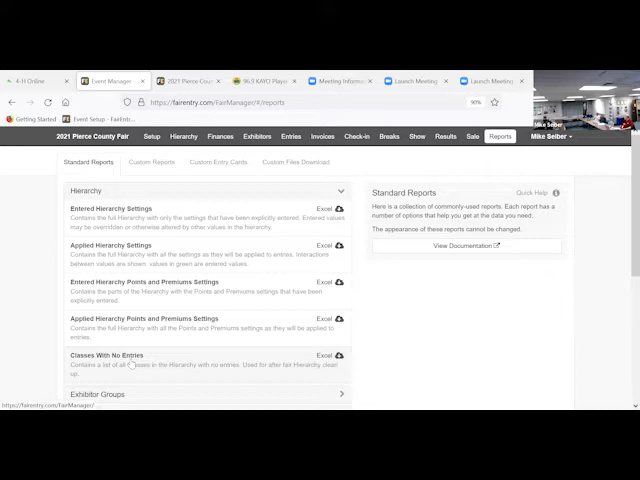 4-H Online
Event Manager
2021 Pierce Coun
96.9 KAYO Player
Meeting Informa
Launch Meeting
Launch Meeting
https://fairentry.com/FairManager/#/reports
90%
Getting Started
Event Setup - FairEntr
Mike Seiber
2021 Pierce County Fair
Setup
Hierarchy
Finances
Exhibitors
Entries
Invoices
Check-in
Breaks
Show
Results
Sale
Reports
Mike Seiber
Standard Reports
Custom Reports
Custom Entry Cards
Custom Files Download
Hierarchy
Entered Hierarchy Settings
Excel
Contains the full Hierarchy with only the settings that have been explicitly entered. Entered values
may be overridden or otherwise altered by other values in the hierarchy.
Applied Hierarchy Settings
Excel
Contains the full Hierarchy with all the settings as they will be applied to entries. Interactions
between values are shown, values in green are entered values.
Entered Hierarchy Points and Premiums Settings
Excel
Contains the parts of the Hierarchy with the Points and Premiums settings that have been
explicitly entered.
Applied Hierarchy Points and Premiums Settings
Excel
Contains the full Hierarchy with all the Points and Premiums settings as they will be applied to
entries.
Classes With No Entries
Excel
Contains a list of all classes in the Hierarchy with no entries. Used for after fair Hierarchy clean
up.
Exhibitor Groups
Standard Reports
Quick Help
Here is a collection of commonly-used reports. Each report has a
number of options that help you get at the data you need.
The appearance of these reports cannot be changed.
View Documentation
https://fairentry.com/FairManager/